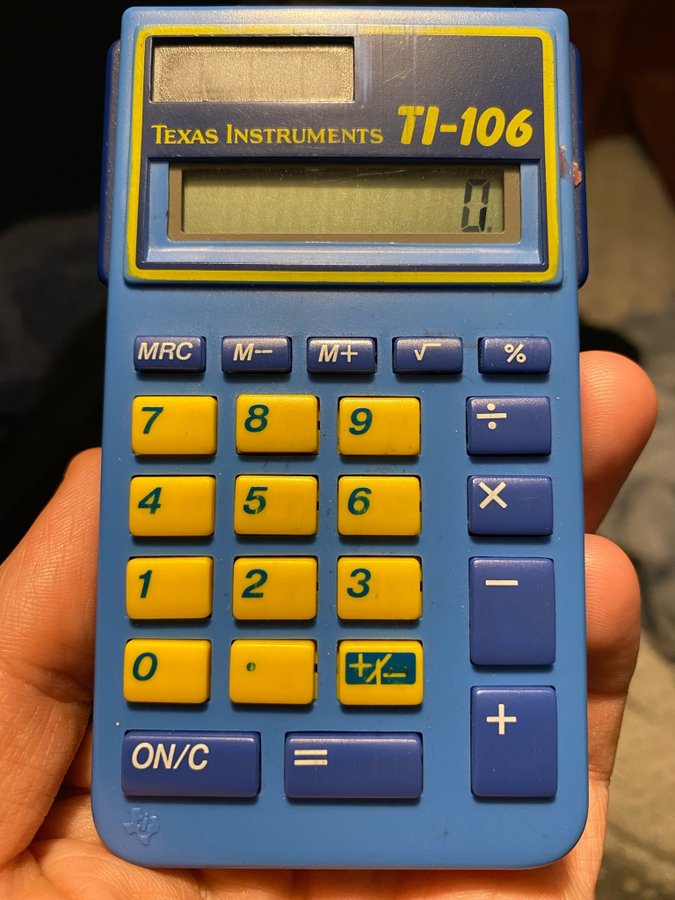 TEXAS INSTRUMENTS TI-106
0.
MRC M− M+ √ %
7 8 9 ÷
4 5 6 ×
1 2 3 −
0 . +/− +
ON/C =